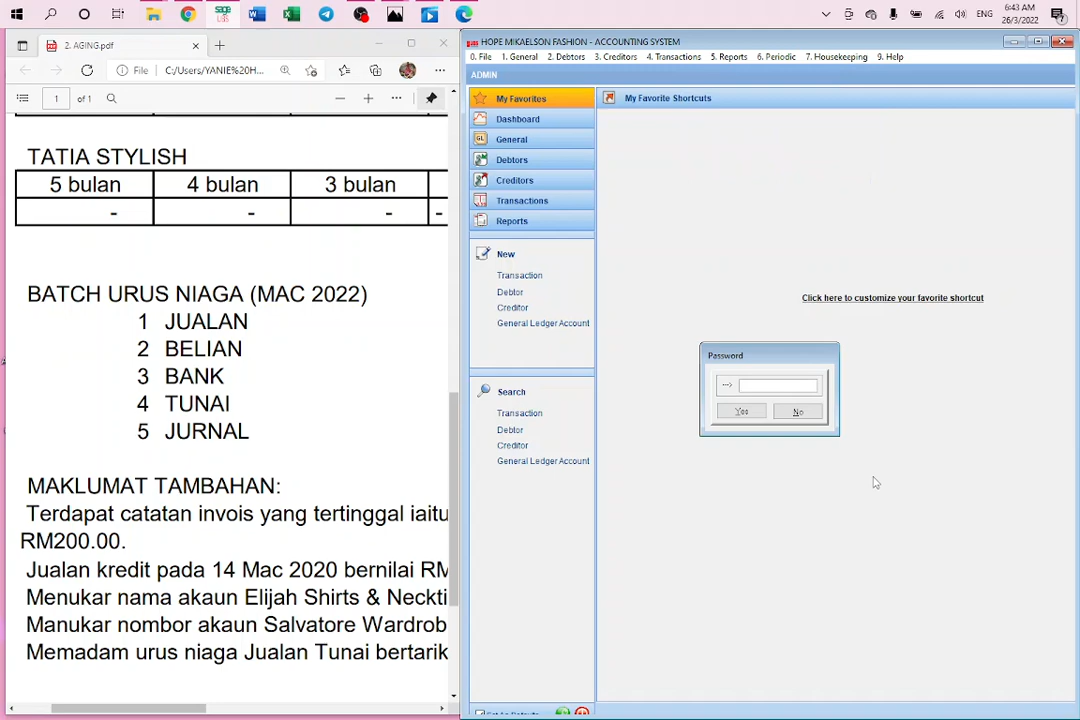 ENG
6:43 AM
26/3/2022
2. AGING.pdf
File
C:/Users/YANIE%20H...
1
of 1
TATIA STYLISH
5 bulan 4 bulan 3 bulan
- - - -
BATCH URUS NIAGA (MAC 2022)
1 JUALAN
2 BELIAN
3 BANK
4 TUNAI
5 JURNAL
MAKLUMAT TAMBAHAN:
Terdapat catatan invois yang tertinggal iaitu
RM200.00.
Jualan kredit pada 14 Mac 2020 bernilai RM
Menukar nama akaun Elijah Shirts & Neckti
Manukar nombor akaun Salvatore Wardrob
Memadam urus niaga Jualan Tunai bertarik
HOPE MIKAELSON FASHION - ACCOUNTING SYSTEM
0. File 1. General 2. Debtors 3. Creditors 4. Transactions 5. Reports 6. Periodic 7. Housekeeping 9. Help
ADMIN
My Favorites
Dashboard
General
Debtors
Creditors
Transactions
Reports
New
Transaction
Debtor
Creditor
General Ledger Account
Search
Transaction
Debtor
Creditor
General Ledger Account
My Favorite Shortcuts
Click here to customize your favorite shortcut
Password
Yes No